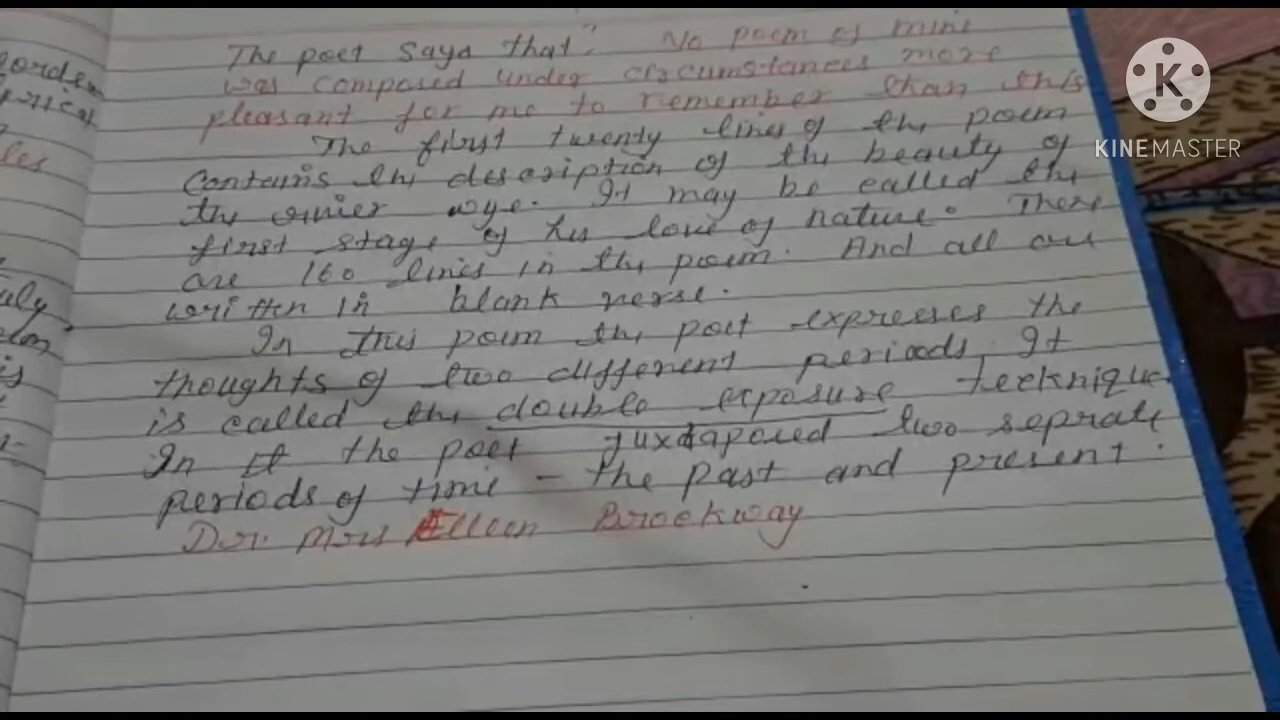 The poet Says that " No poem of mine
was composed under circumstances more
pleasant for me to remember than this
The first twenty lines of the poem
Contains the description of the beauty of
the river wye. It may be called the
first stage of his love of nature. There
are 160 lines in the poem. And all are
written in blank verse.
In this poem the poet expresses the
thoughts of two different periods. It
is called the double exposure teeknique.
In it the poet juxtaposed two seprate
periods of time - the past and present.
Dr. Mrs Brockway
K
KINEMASTER